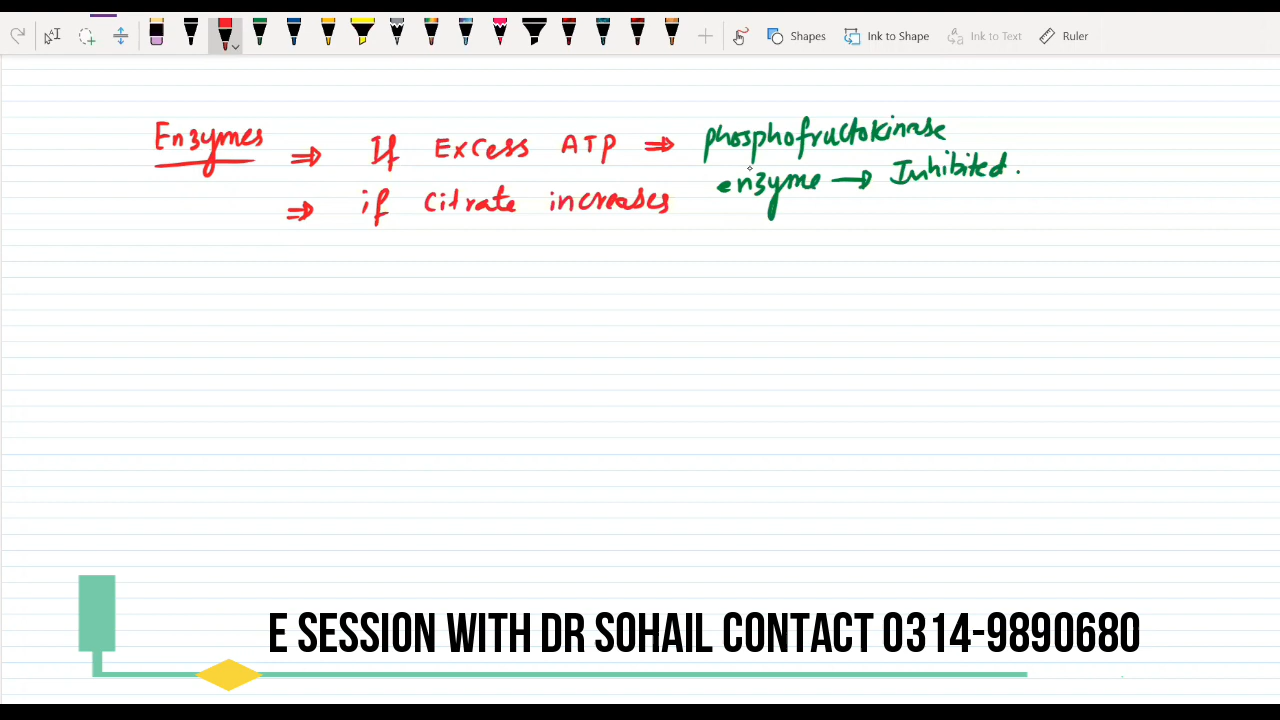 Shapes Ink to Shape Ink to Text Ruler
Enzymes ⇒ If Excess ATP ⇒ phosphofructokinase
enzyme → Inhibited.
⇒ if citrate increases
E SESSION WITH DR SOHAIL CONTACT 0314-9890680